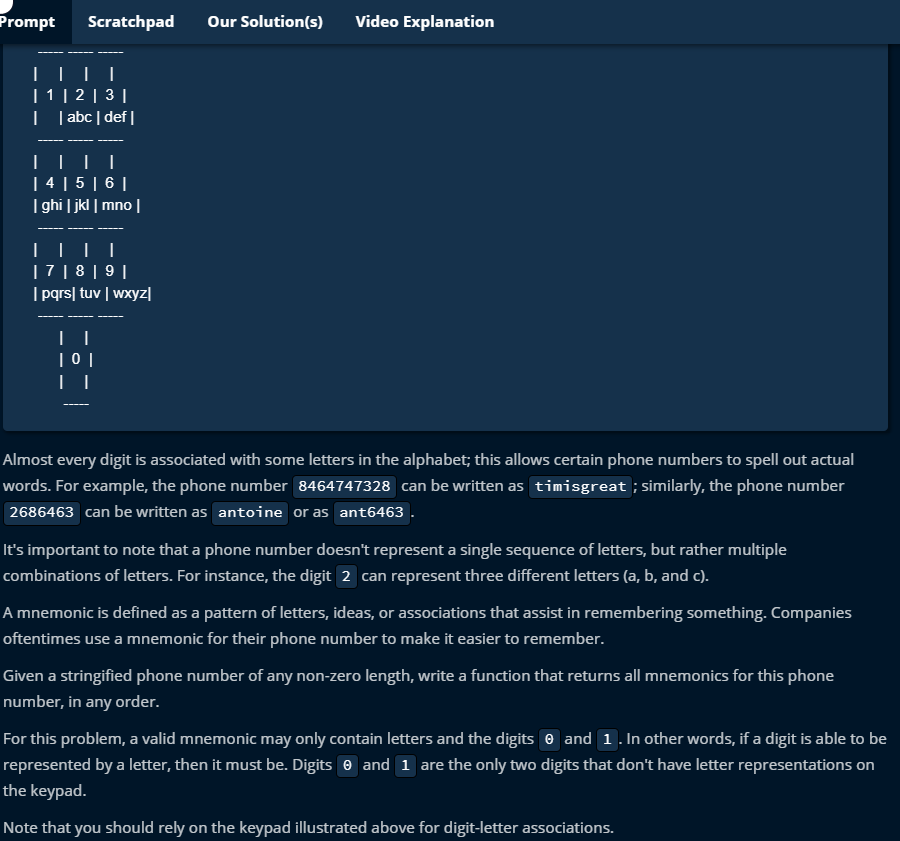 Prompt Scratchpad Our Solution(s) Video Explanation
----- ----- -----
| | | |
| 1 | 2 | 3 |
| | abc | def |
----- ----- -----
| | | |
| 4 | 5 | 6 |
| ghi | jkl | mno |
----- ----- -----
| | | |
| 7 | 8 | 9 |
| pqrs| tuv | wxyz|
----- ----- -----
| |
| 0 |
| |
-----
Almost every digit is associated with some letters in the alphabet; this allows certain phone numbers to spell out actual
words. For example, the phone number 8464747328 can be written as timisgreat ; similarly, the phone number
2686463 can be written as antoine or as ant6463 .
It's important to note that a phone number doesn't represent a single sequence of letters, but rather multiple
combinations of letters. For instance, the digit 2 can represent three different letters (a, b, and c).
A mnemonic is defined as a pattern of letters, ideas, or associations that assist in remembering something. Companies
oftentimes use a mnemonic for their phone number to make it easier to remember.
Given a stringified phone number of any non-zero length, write a function that returns all mnemonics for this phone
number, in any order.
For this problem, a valid mnemonic may only contain letters and the digits 0 and 1 . In other words, if a digit is able to be
represented by a letter, then it must be. Digits 0 and 1 are the only two digits that don't have letter representations on
the keypad.
Note that you should rely on the keypad illustrated above for digit-letter associations.